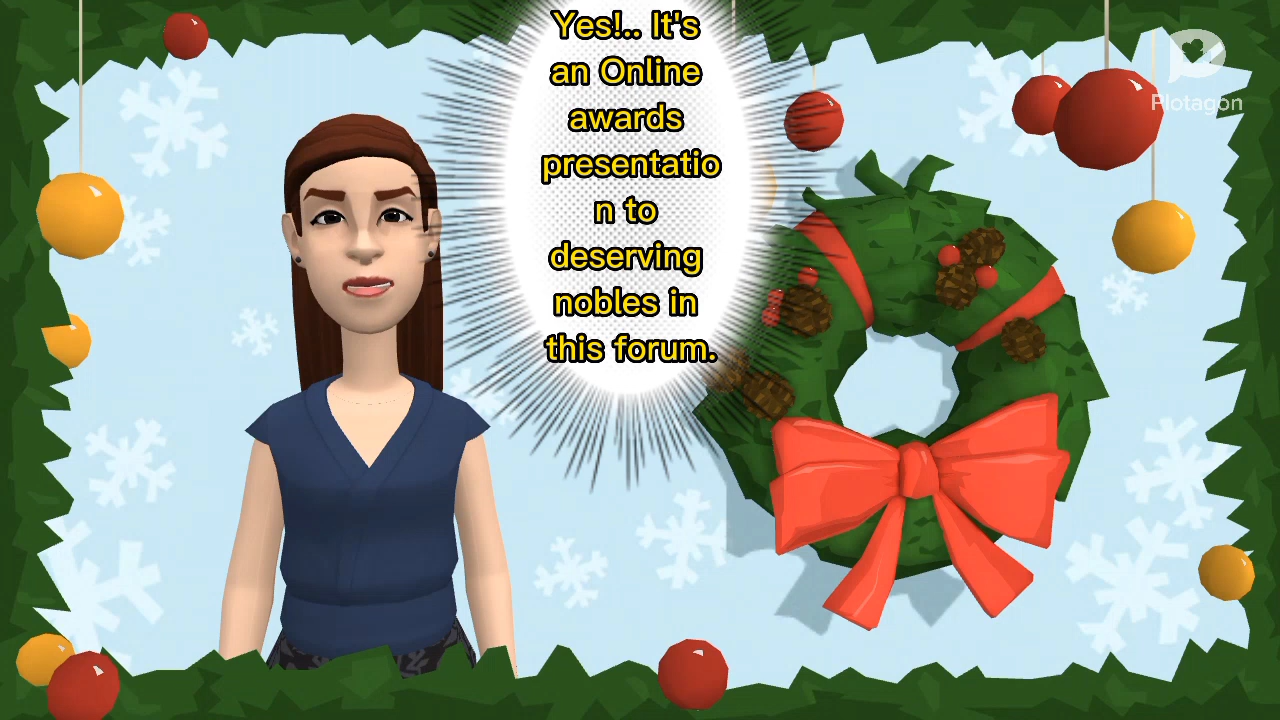 Yes!.. It's
an Online
awards
presentatio
n to
deserving
nobles in
this forum.
Plotagon